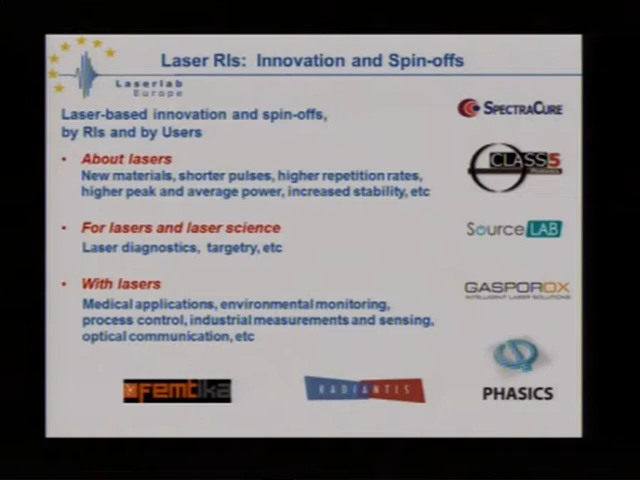 Laser RIs: Innovation and Spin-offs
Laserlab
Europe
Laser-based innovation and spin-offs,
by RIs and by Users
SPECTRACURE
• About lasers
New materials, shorter pulses, higher repetition rates,
higher peak and average power, increased stability, etc
CLASS5
• For lasers and laser science
Laser diagnostics, targetry, etc
SourceLAB
• With lasers
Medical applications, environmental monitoring,
process control, industrial measurements and sensing,
optical communication, etc
GASPOROX
INTELLIGENT LASER SOLUTIONS
femtika
RADIANTIS
PHASICS